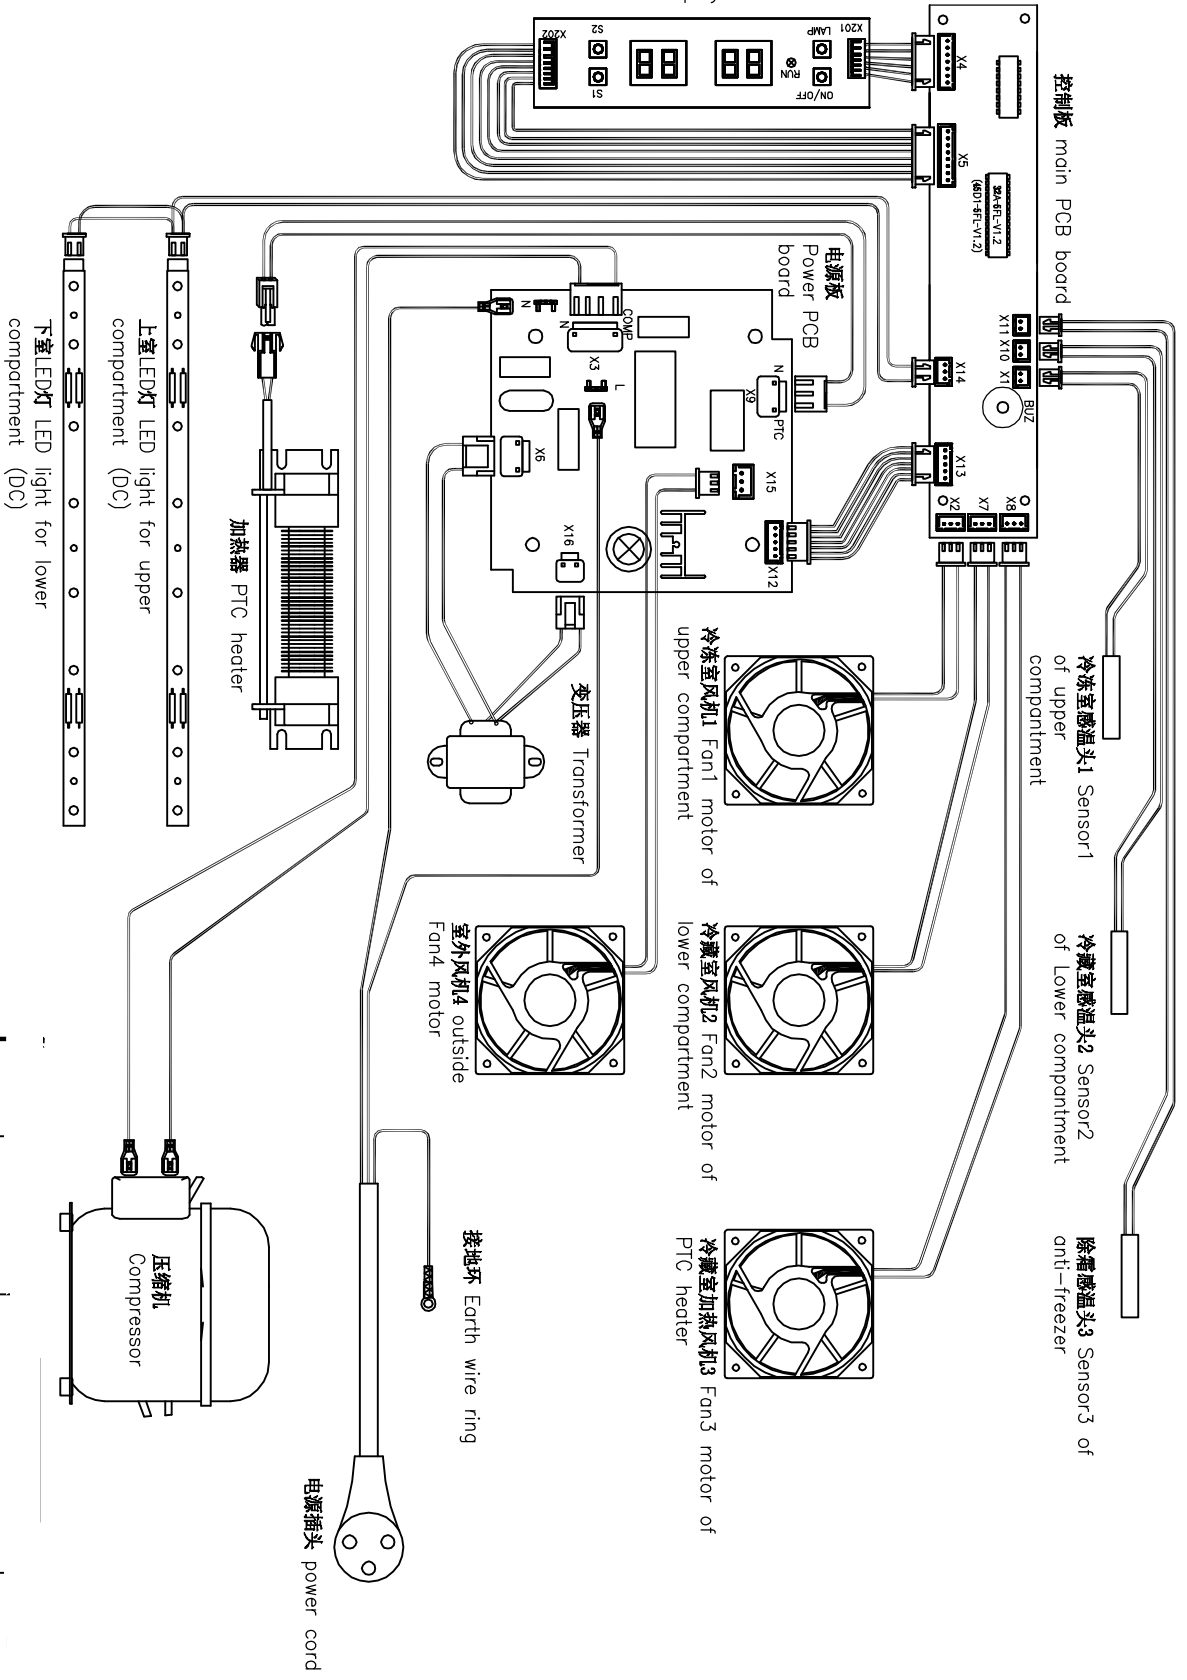 控制板 main PCB board
X4
X5
32A-5FL-V1.2
(45D1-5FL-V1.2)
X11
X10
X1
BUZ
X14
X13
X2
X7
X8
X201
X202
LAMP
ON/OFF
RUN
S2
S1
电源板
Power PCB
board
N
COMP
N
X3
L
N
X9
PTC
X6
X15
X16
X12
冷冻室感温头1 Sensor1
of upper
compantment
冷藏室感温头2 Sensor2
of Lower compantment
除霜感温头3 Sensor3 of
anti-freezer
冷冻室风机1 Fan1 motor of
upper compartment
冷藏室风机2 Fan2 motor of
lower compartment
冷藏室加热风机3 Fan3 motor of
PTC heater
室外风机4 outside
Fan4 motor
变压器 Transformer
加热器 PTC heater
上室LED灯 LED light for upper
compartment (DC)
下室LED灯 LED light for lower
compartment (DC)
接地环 Earth wire ring
压缩机
Compressor
电源插头 power cord